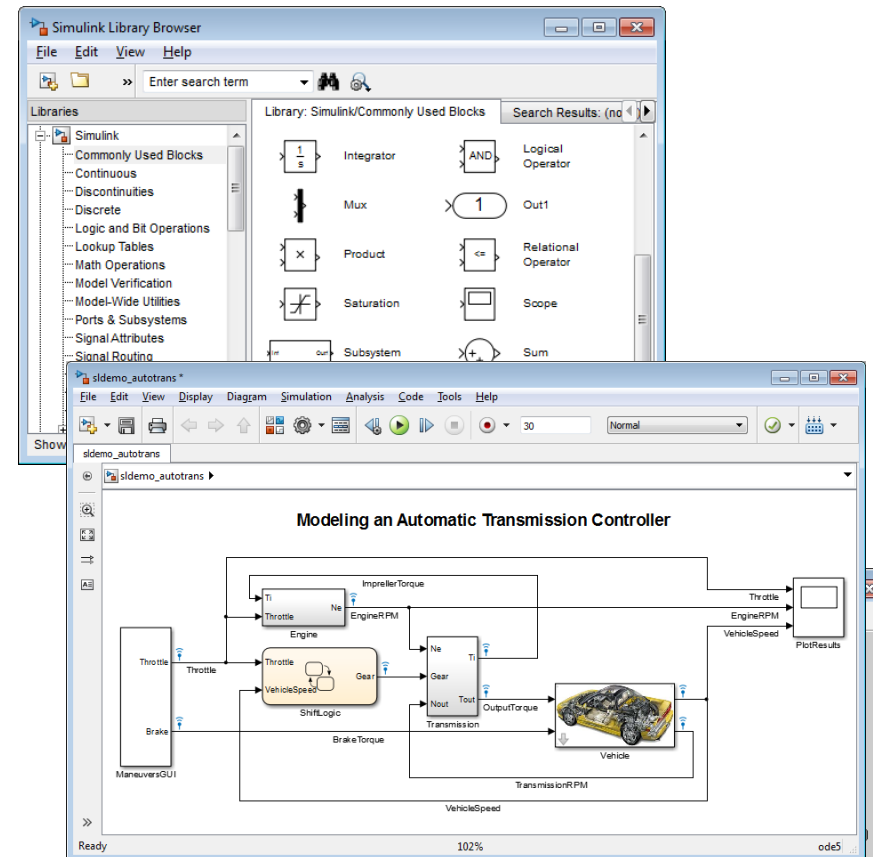 Simulink Library Browser
File Edit View Help
» Enter search term
Libraries
Library: Simulink/Commonly Used Blocks
Search Results: (no
Simulink
Commonly Used Blocks
Continuous
Discontinuities
Discrete
Logic and Bit Operations
Lookup Tables
Math Operations
Model Verification
Model-Wide Utilities
Ports & Subsystems
Signal Attributes
Signal Routing
Show
1
s
Integrator
AND
Logical
Operator
Mux
1
Out1
×
Product
<=
Relational
Operator
Saturation
Scope
Out
Subsystem
+
Sum
sldemo_autotrans *
File Edit View Display Diagram Simulation Analysis Code Tools Help
30
Normal
sldemo_autotrans
sldemo_autotrans
Modeling an Automatic Transmission Controller
ImprellerTorque
Ti
Throttle
Ne
EngineRPM
Engine
Throttle
EngineRPM
VehicleSpeed
PlotResults
Throttle
Brake
ManeuversGUI
Throttle
Throttle
VehicleSpeed
Gear
ShiftLogic
Ne
Gear
Nout
Ti
Tout
Transmission
OutputTorque
BrakeTorque
Vehicle
TransmissionRPM
VehicleSpeed
»
Ready
102%
ode5